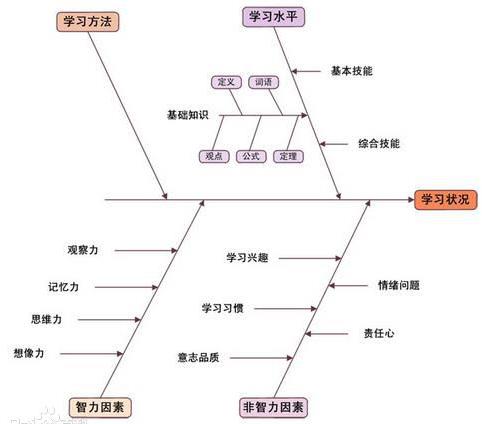 学习方法
学习水平
基本技能
定义
词语
基础知识
综合技能
观点
公式
定理
学习状况
观察力
学习兴趣
记忆力
情绪问题
学习习惯
思维力
责任心
想像力
意志品质
智力因素
非智力因素